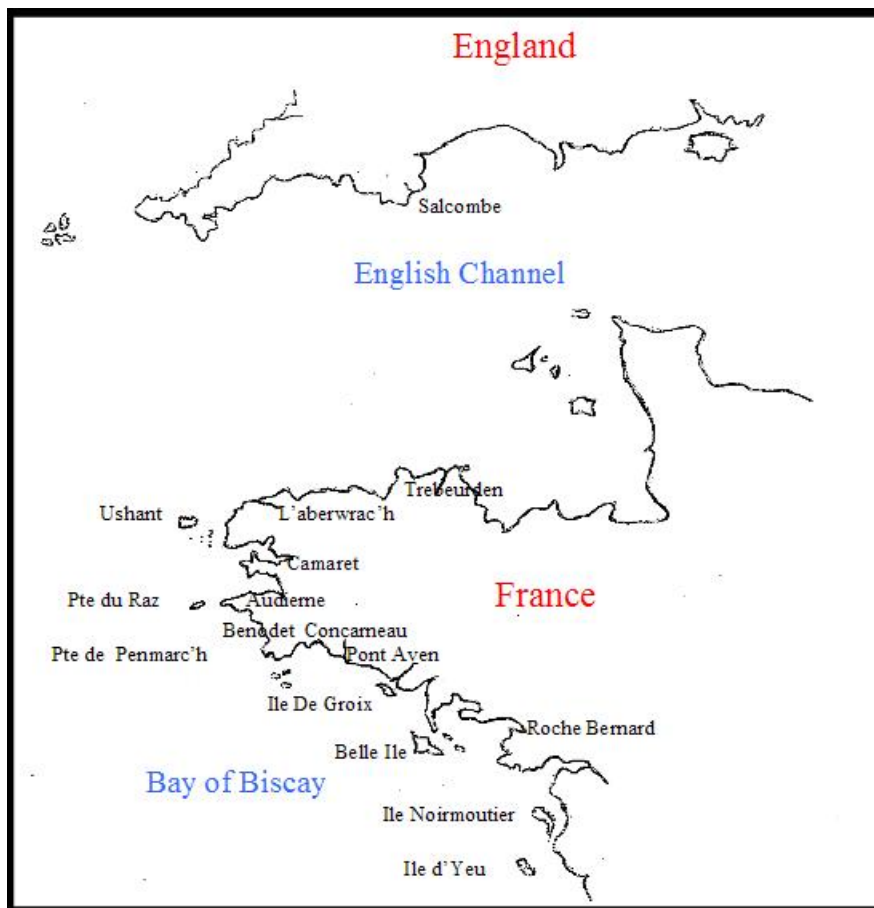 England
Salcombe
English Channel
Trebeurden
Ushant
L'aberwrac'h
Camaret
Pte du Raz
Audierne
Benodet Concarneau
Pte de Penmarc'h
Pont Aven
France
Ile De Groix
Roche Bernard
Belle Ile
Bay of Biscay
Ile Noirmoutier
Ile d'Yeu